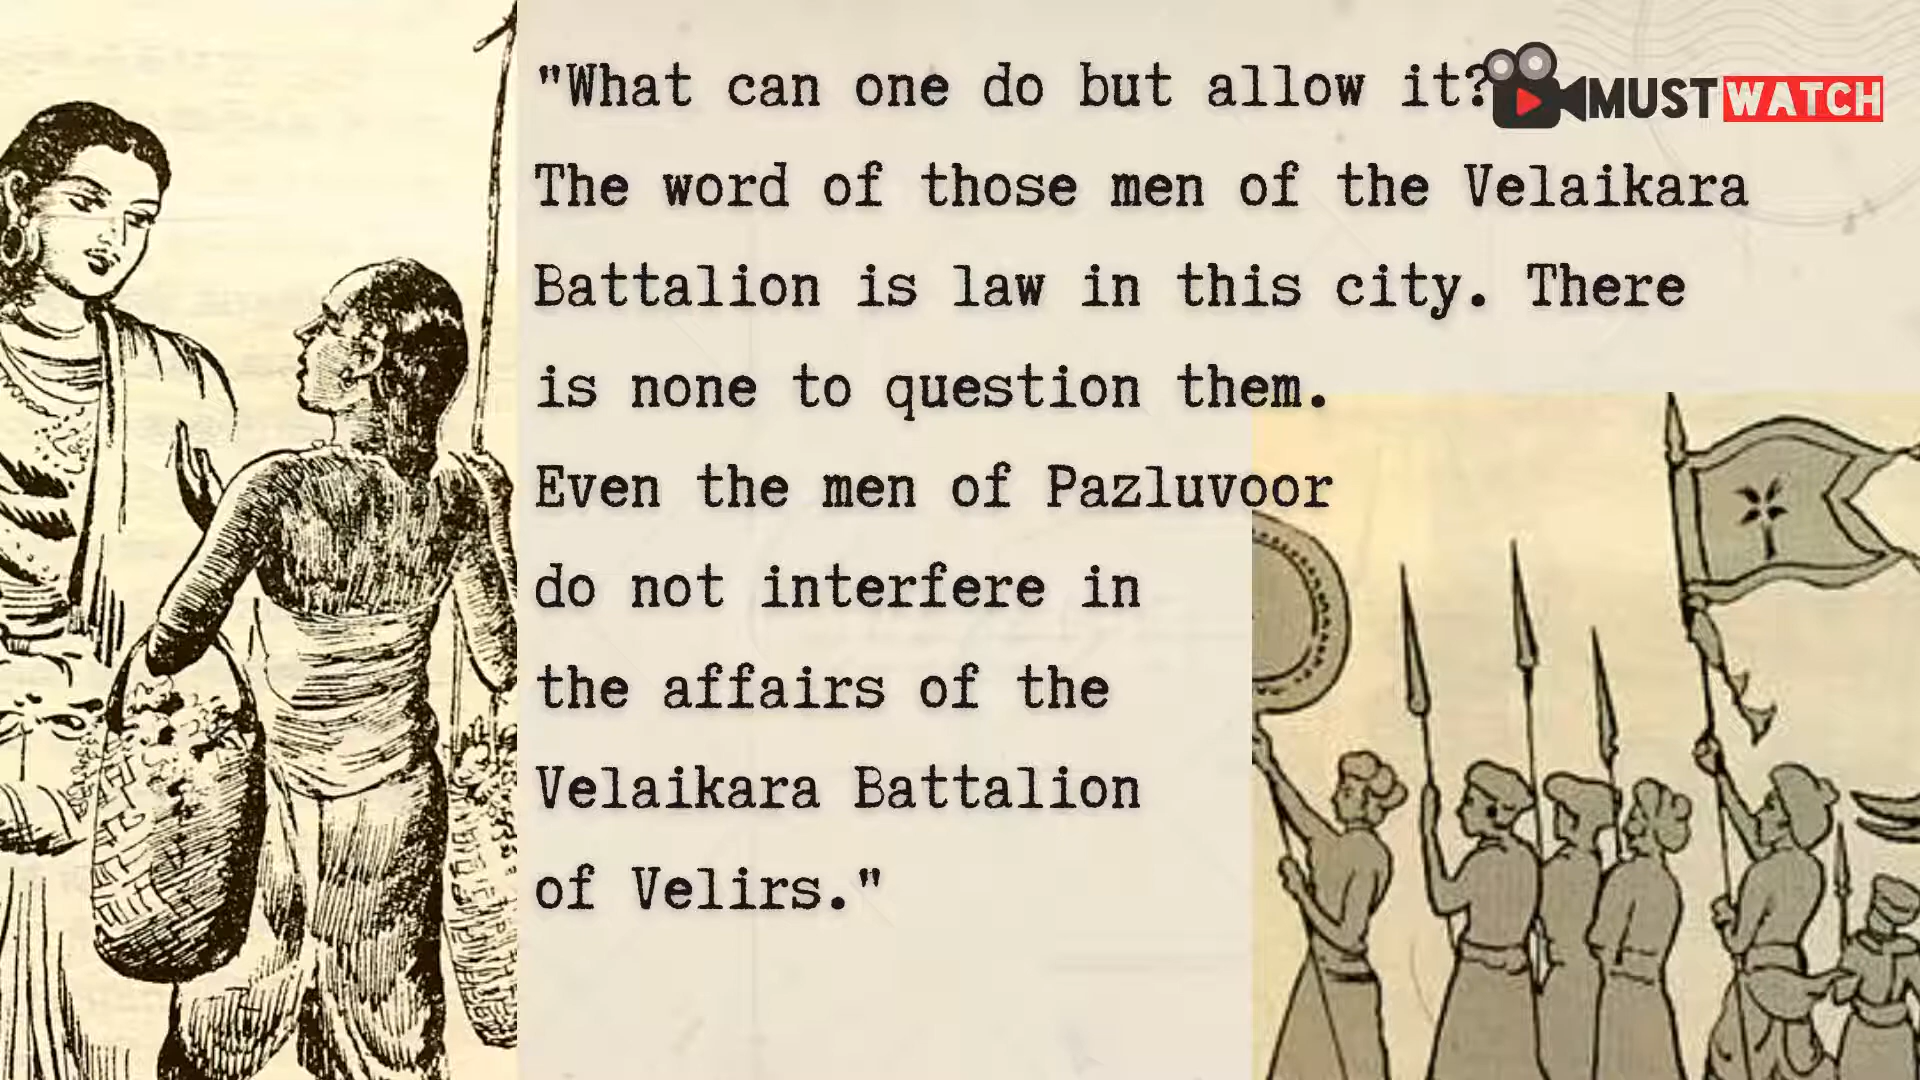 "What can one do but allow it?
MUST WATCH
The word of those men of the Velaikara
Battalion is law in this city. There
is none to question them.
Even the men of Pazluvoor
do not interfere in
the affairs of the
Velaikara Battalion
of Velirs."